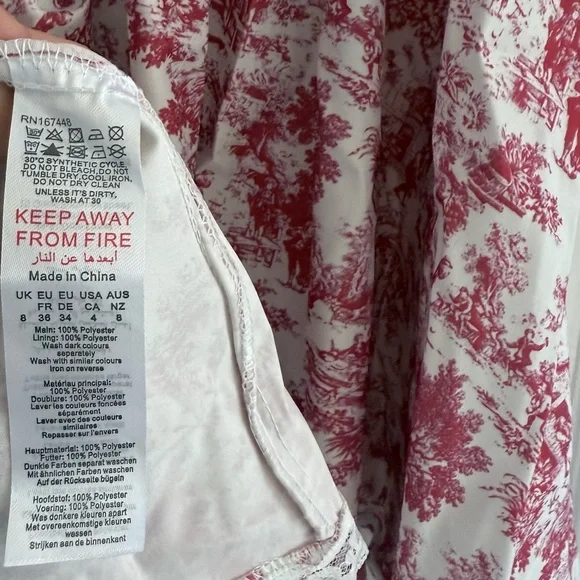 RN167448
30°C SYNTHETIC CYCLE
DO NOT BLEACH,DO NOT
TUMBLE DRY,COOL IRON,
DO NOT DRY CLEAN
UNLESS IT'S DIRTY,
WASH AT 30
KEEP AWAY
FROM FIRE
أبعدها عن النار
Made in China
UK EU EU USA AUS
FR DE CA NZ
8 36 34 4 8
Main: 100% Polyester
Lining: 100% Polyester
Wash dark colours
separately
Wash with similar colours
Iron on reverse
Matériau principal:
100% Polyester
Doublure: 100% Polyester
Laver les couleurs foncées
séparément
Laver avec des couleurs
similaires
Repasser sur l'envers
Hauptmaterial: 100% Polyester
Futter: 100% Polyester
Dunkle Farben separat waschen
Mit ähnlichen Farben waschen
Auf der Rückseite bügeln
Hoofdstof: 100% Polyester
Voering: 100% Polyester
Was donkere kleuren apart
Met overeenkomstige kleuren
wassen
Strijken aan de binnenkant